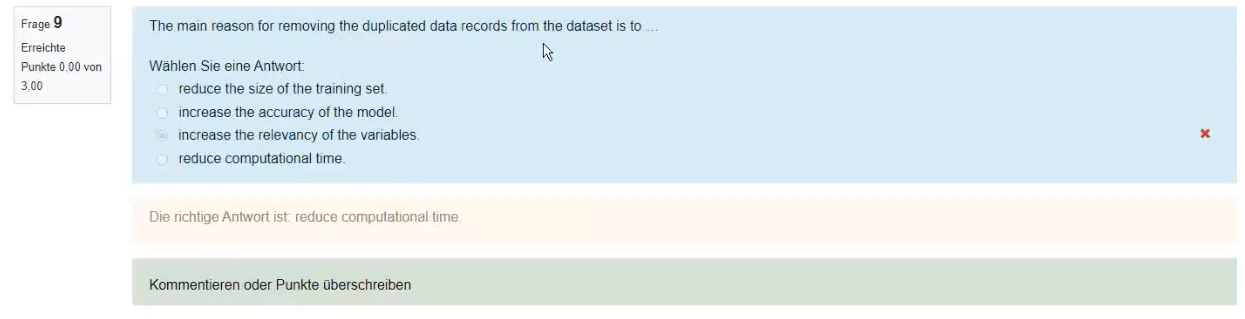 Frage 9
Erreichte
Punkte 0,00 von
3,00
The main reason for removing the duplicated data records from the dataset is to ...
Wählen Sie eine Antwort:
reduce the size of the training set.
increase the accuracy of the model.
increase the relevancy of the variables.
reduce computational time.
Die richtige Antwort ist: reduce computational time.
Kommentieren oder Punkte überschreiben